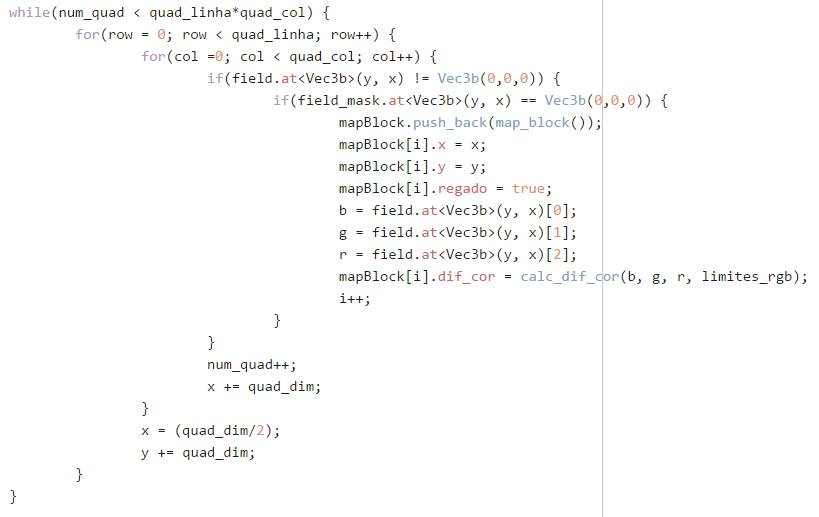 while(num_quad < quad_linha*quad_col) {
for(row = 0; row < quad_linha; row++) {
for(col =0; col < quad_col; col++) {
if(field.at<Vec3b>(y, x) != Vec3b(0,0,0)) {
if(field_mask.at<Vec3b>(y, x) == Vec3b(0,0,0)) {
mapBlock.push_back(map_block());
mapBlock[i].x = x;
mapBlock[i].y = y;
mapBlock[i].regado = true;
b = field.at<Vec3b>(y, x)[0];
g = field.at<Vec3b>(y, x)[1];
r = field.at<Vec3b>(y, x)[2];
mapBlock[i].dif_cor = calc_dif_cor(b, g, r, limites_rgb);
i++;
}
}
num_quad++;
x += quad_dim;
}
x = (quad_dim/2);
y += quad_dim;
}
}